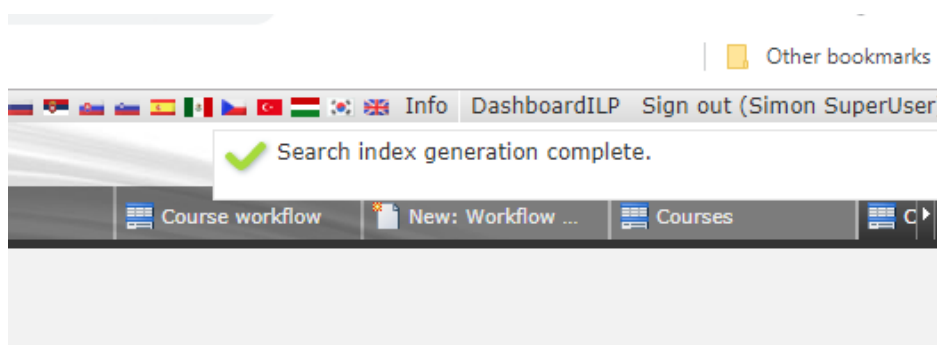 Other bookmarks
Info DashboardILP Sign out (Simon SuperUser
Search index generation complete.
Course workflow New: Workflow ... Courses C